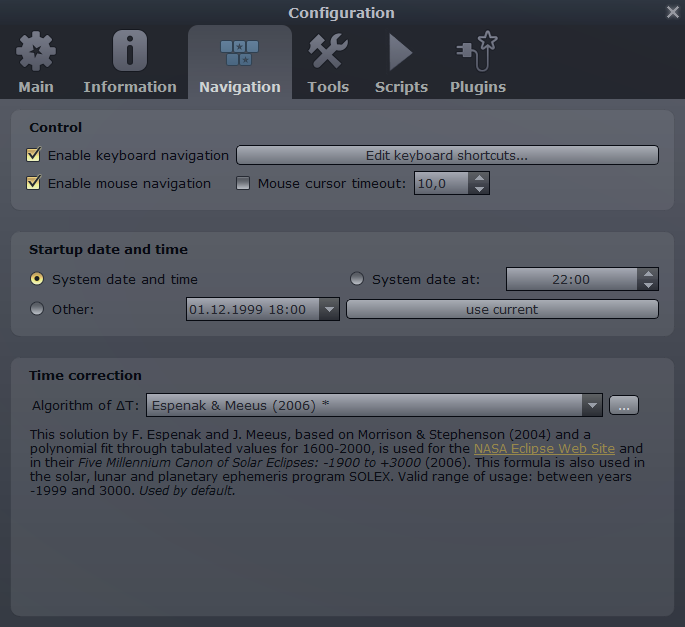 Configuration
Main Information Navigation Tools Scripts Plugins
Control
Enable keyboard navigation Edit keyboard shortcuts...
Enable mouse navigation Mouse cursor timeout: 10,0
Startup date and time
System date and time System date at: 22:00
Other: 01.12.1999 18:00 use current
Time correction
Algorithm of ΔT: Espenak & Meeus (2006) * ...
This solution by F. Espenak and J. Meeus, based on Morrison & Stephenson (2004) and a
polynomial fit through tabulated values for 1600-2000, is used for the NASA Eclipse Web Site and
in their Five Millennium Canon of Solar Eclipses: -1900 to +3000 (2006). This formula is also used in
the solar, lunar and planetary ephemeris program SOLEX. Valid range of usage: between years
-1999 and 3000. Used by default.